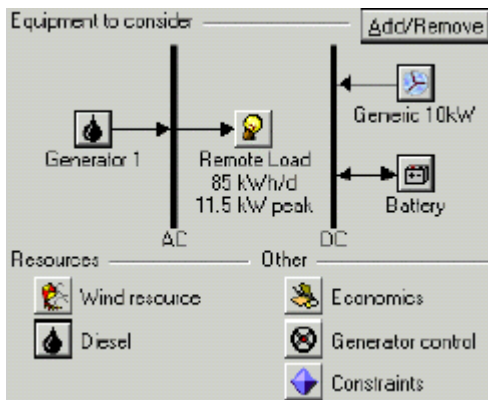 Equipment to consider
Add/Remove
Generator 1
Remote Load
85 kWh/d
11.5 kW peak
Generic 10kW
Battery
AC
DC
Resources
Other
Wind resource
Economics
Diesel
Generator control
Constraints